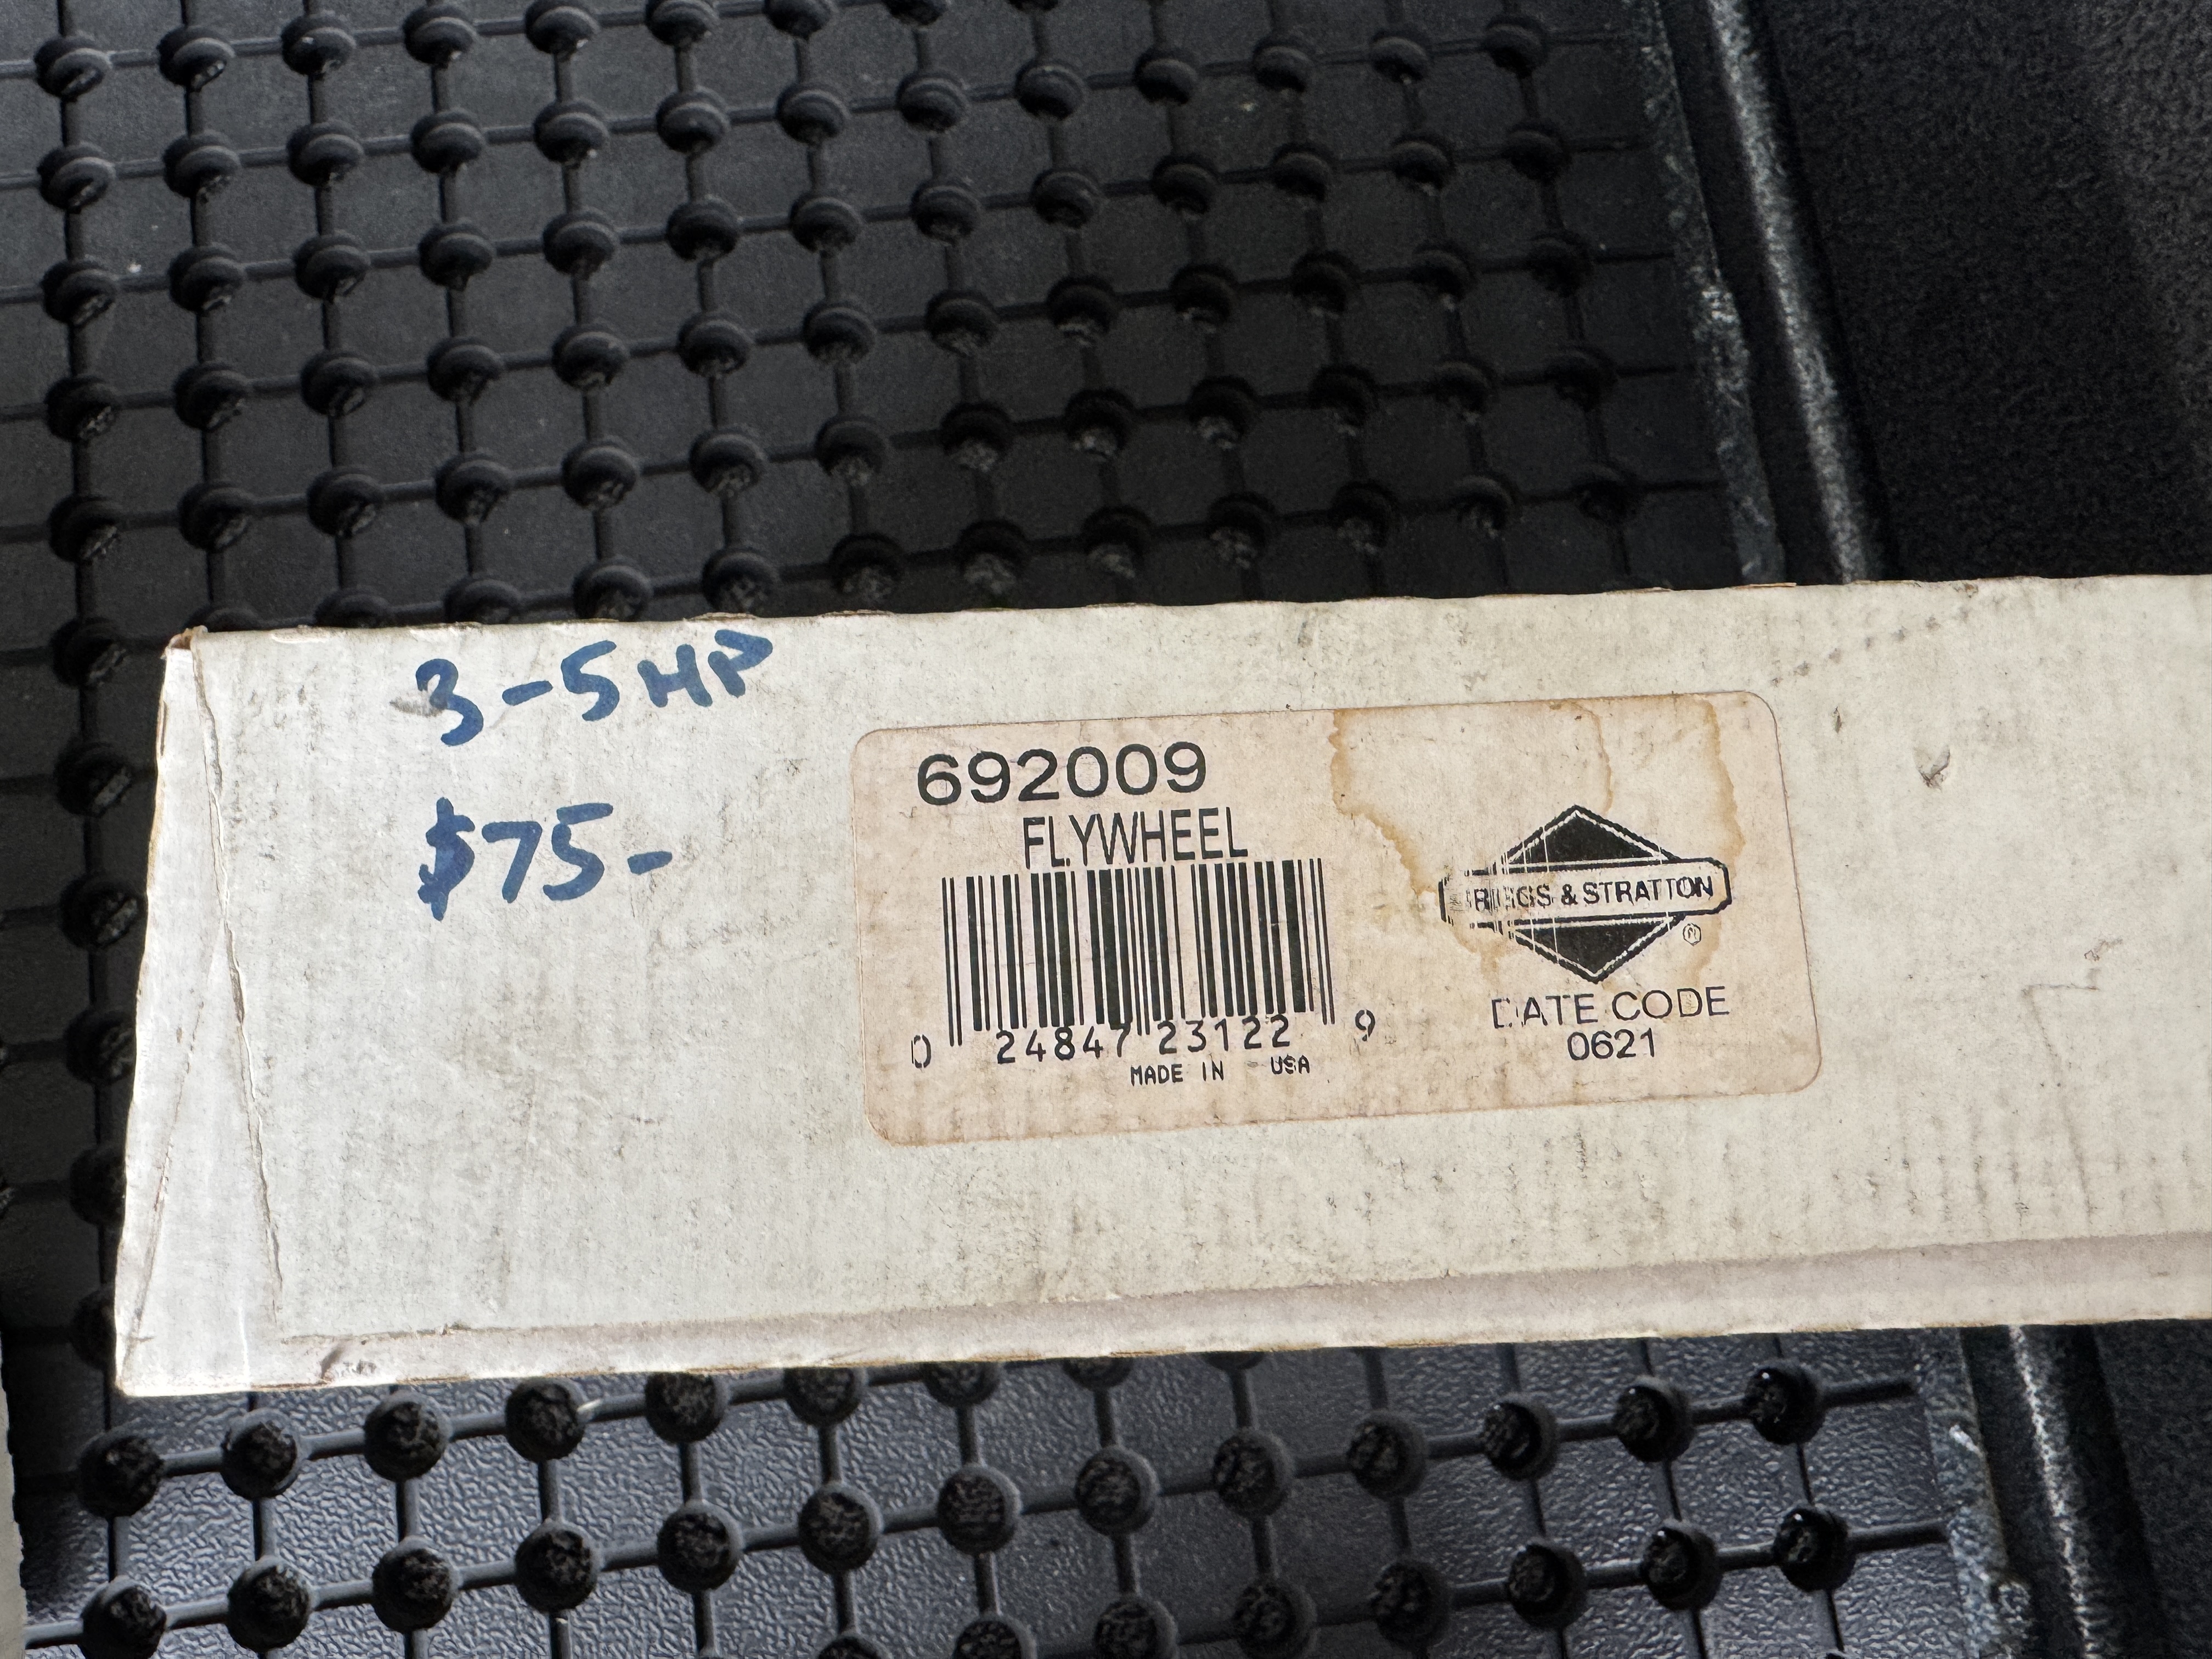 3-5HP
$75-
692009
FLYWHEEL
0 24847 23122 9
MADE IN USA
BRIGGS & STRATTON
®
DATE CODE
0621